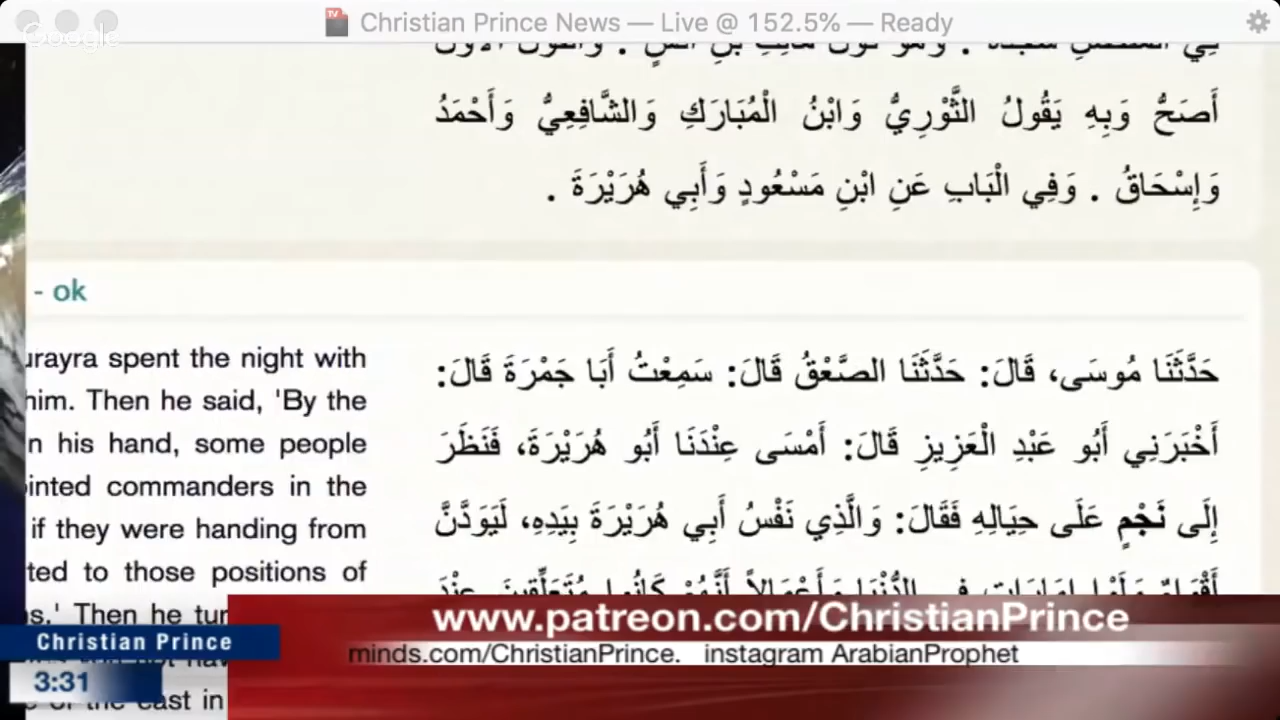 Christian Prince News — Live @ 152.5% — Ready
Google
أَصَحُّ وَبِهِ يَقُولُ الثَّوْرِيُّ وَابْنُ الْمُبَارَكِ وَالشَّافِعِيُّ وَأَحْمَدُ
وَإِسْحَاقُ . وَفِي الْبَابِ عَنِ ابْنِ مَسْعُودٍ وَأَبِي هُرَيْرَةَ .
- ok
urayra spent the night with
him. Then he said, 'By the
n his hand, some people
inted commanders in the
if they were handing from
ted to those positions of
s.' Then he tur
حَدَّثَنَا مُوسَى، قَالَ: حَدَّثَنَا الصَّعْقُ قَالَ: سَمِعْتُ أَبَا جَمْرَةَ قَالَ:
أَخْبَرَنِي أَبُو عَبْدِ الْعَزِيزِ قَالَ: أَمْسَى عِنْدَنَا أَبُو هُرَيْرَةَ، فَنَظَرَ
إِلَى نَجْمٍ عَلَى حِيَالِهِ فَقَالَ: وَالَّذِي نَفْسُ أَبِي هُرَيْرَةَ بِيَدِهِ، لَيَوَدَّنَّ
www.patreon.com/ChristianPrince
Christian Prince
minds.com/ChristianPrince. instagram ArabianProphet
3:31
east in